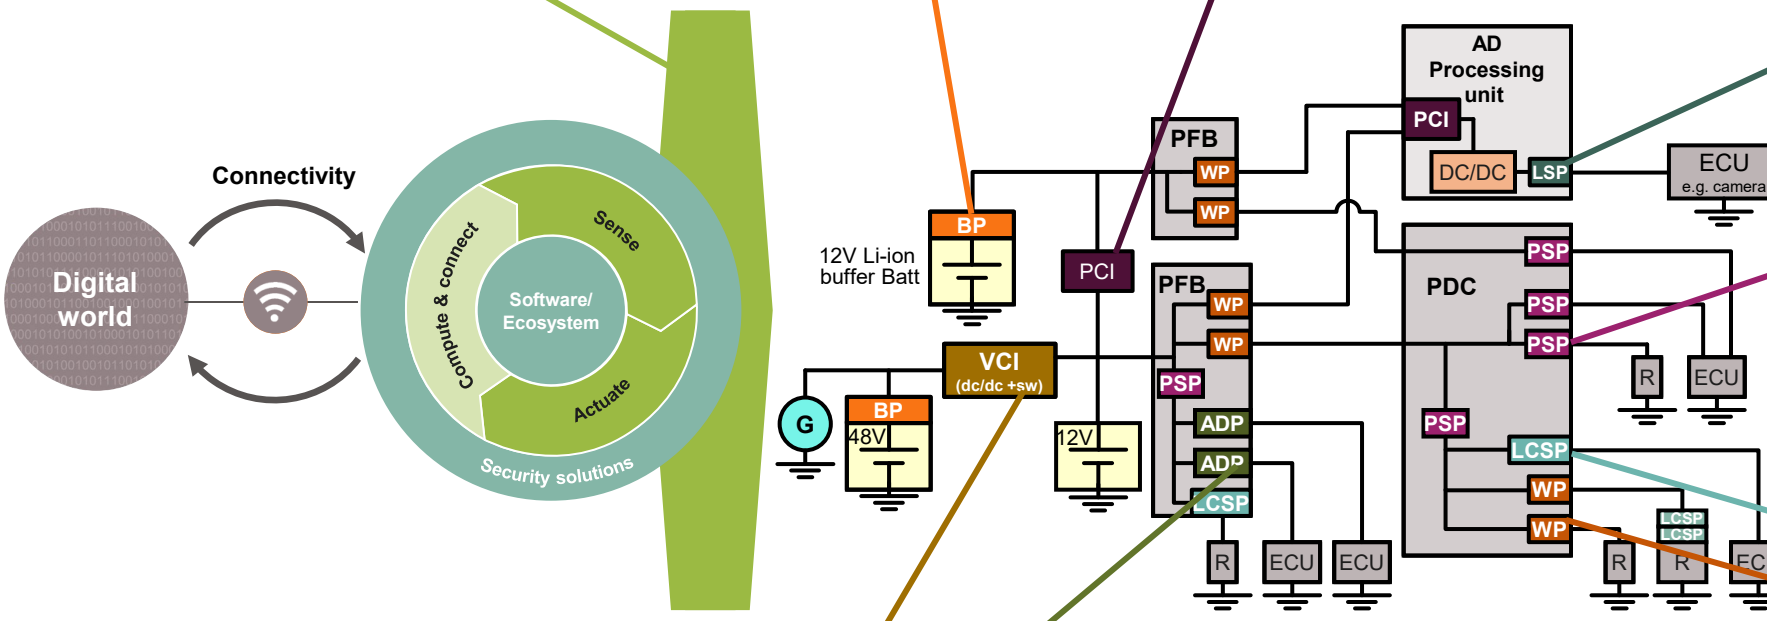 Connectivity
Digital
world
Compute & connect
Sense
Software/
Ecosystem
Actuate
Security solutions
12V Li-ion
buffer Batt
BP
PCI
VCI
(dc/dc +sw)
G
BP
48V
12V
PFB
WP
WP
PFB
WP
WP
PSP
ADP
ADP
LCSP
R
ECU
ECU
AD
Processing
unit
PCI
DC/DC
LSP
ECU
e.g. camera
PDC
PSP
PSP
PSP
PSP
LCSP
WP
WP
R
ECU
LCSP
LCSP
R
R
EC